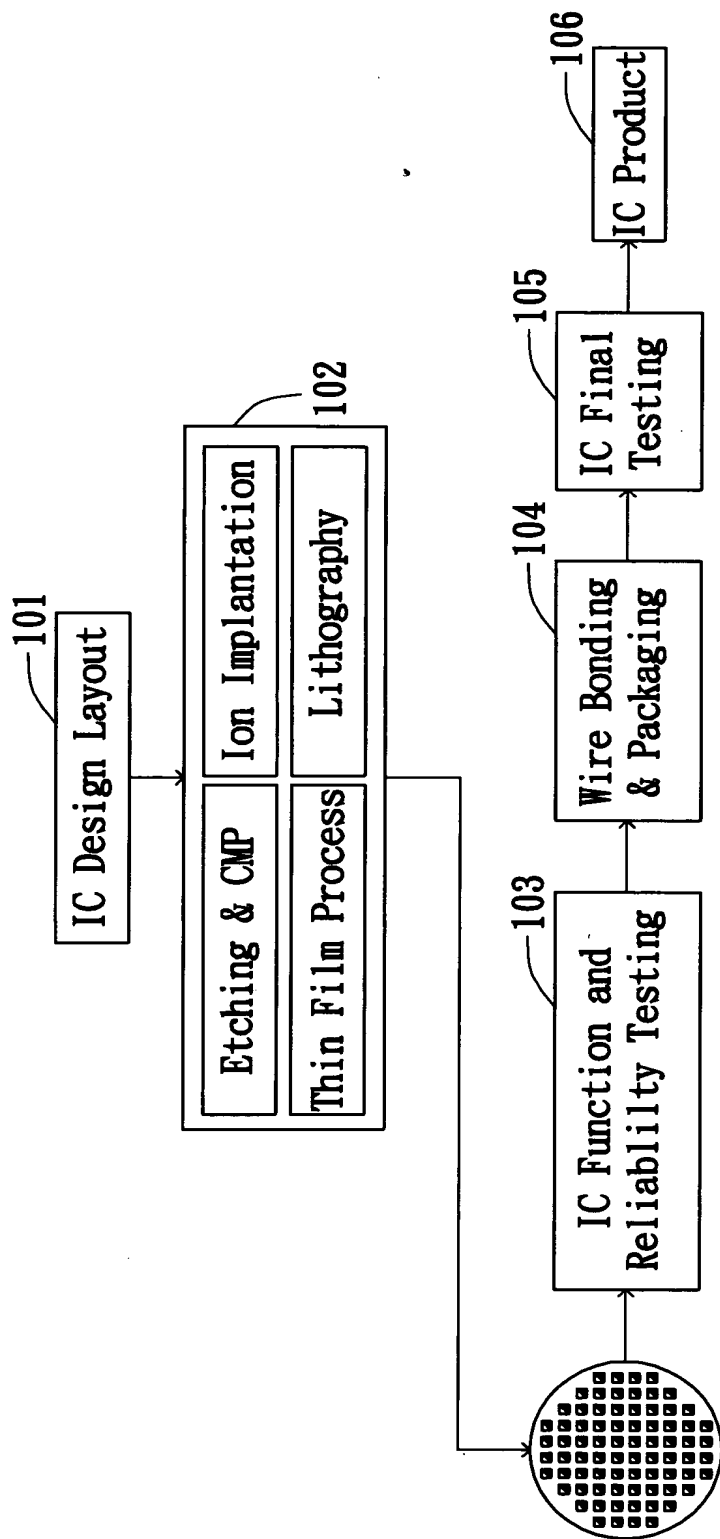 101
IC Design Layout
102
Etching & CMP
Ion Implantation
Thin Film Process
Lithography
103
IC Function and
Reliablilty Testing
104
Wire Bonding
& Packaging
105
IC Final
Testing
106
IC Product